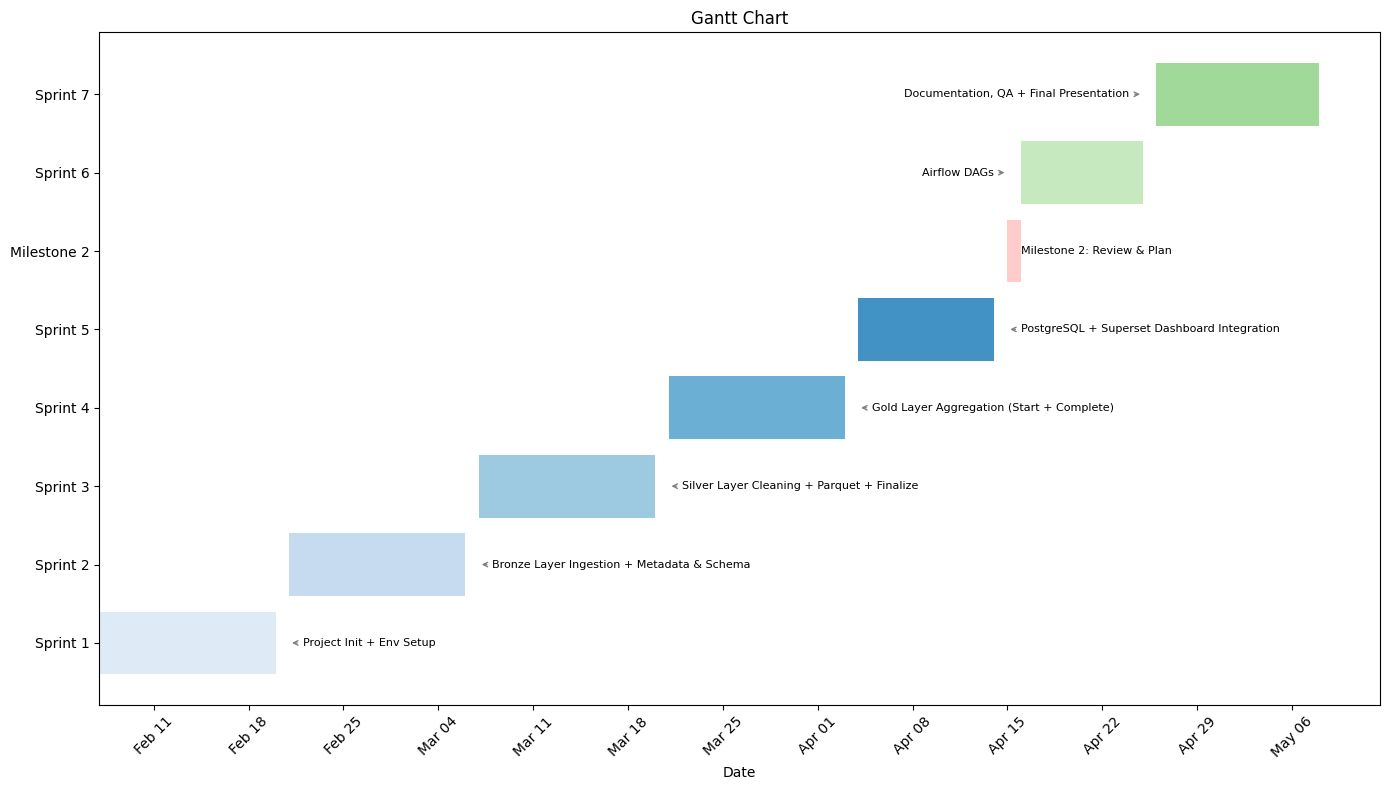 Gantt Chart
Sprint 7
Documentation, QA + Final Presentation
Sprint 6
Airflow DAGs
Milestone 2
Milestone 2: Review & Plan
Sprint 5
PostgreSQL + Superset Dashboard Integration
Sprint 4
Gold Layer Aggregation (Start + Complete)
Sprint 3
Silver Layer Cleaning + Parquet + Finalize
Sprint 2
Bronze Layer Ingestion + Metadata & Schema
Sprint 1
Project Init + Env Setup
Feb 11
Feb 18
Feb 25
Mar 04
Mar 11
Mar 18
Mar 25
Apr 01
Apr 08
Apr 15
Apr 22
Apr 29
May 06
Date